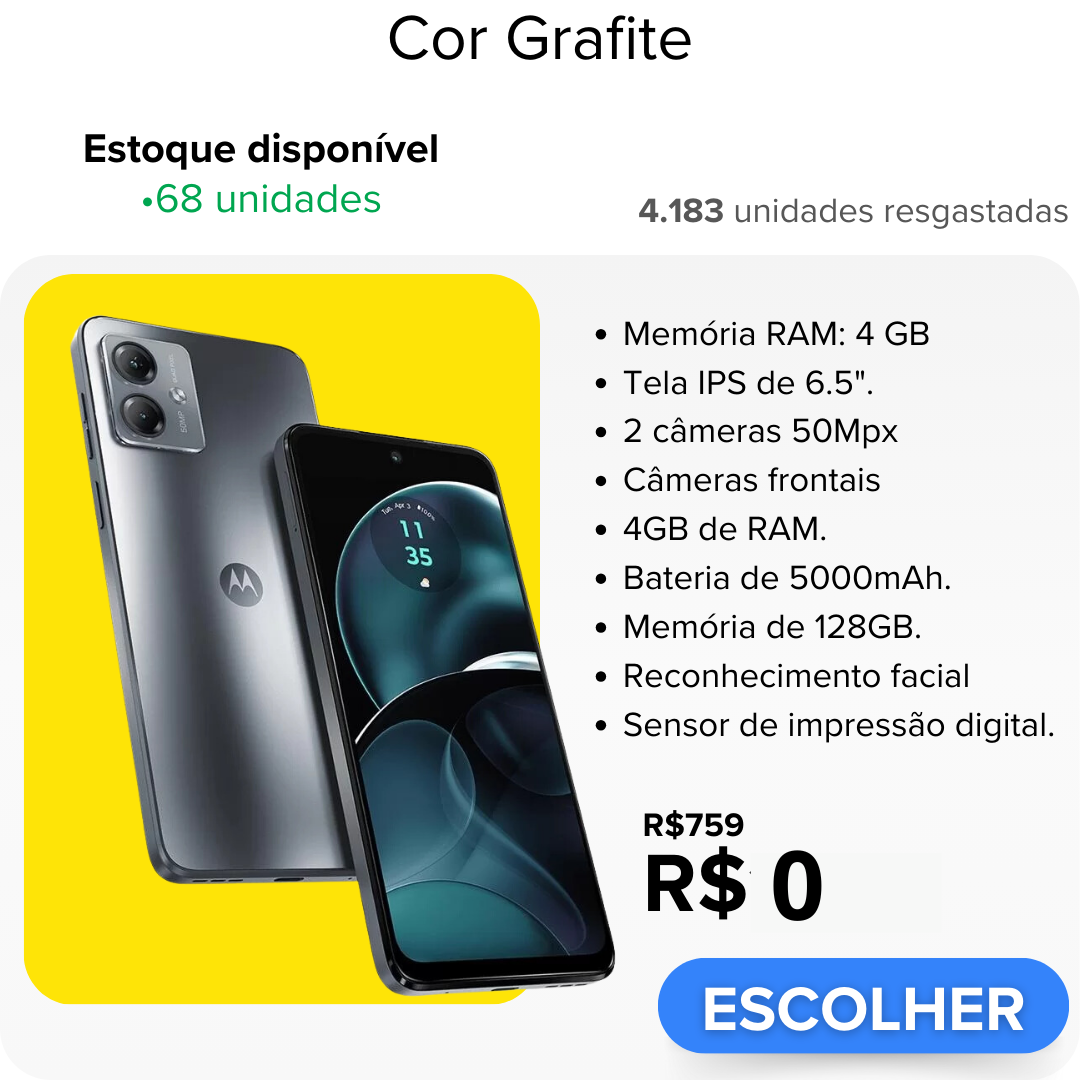 Cor Grafite
Estoque disponível
•68 unidades
4.183 unidades resgastadas
• Memória RAM: 4 GB
• Tela IPS de 6.5".
• 2 câmeras 50Mpx
• Câmeras frontais
• 4GB de RAM.
• Bateria de 5000mAh.
• Memória de 128GB.
• Reconhecimento facial
• Sensor de impressão digital.
50MP
Tue, Apr 3 100%
11
35
R$759
R$ 0
ESCOLHER